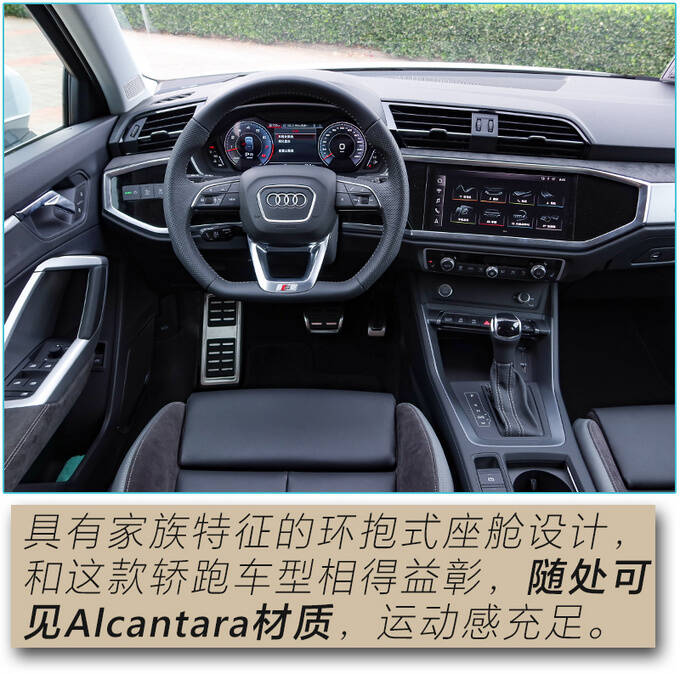 具有家族特征的环抱式座舱设计，
和这款轿跑车型相得益彰，随处可
见Alcantara材质，运动感充足。